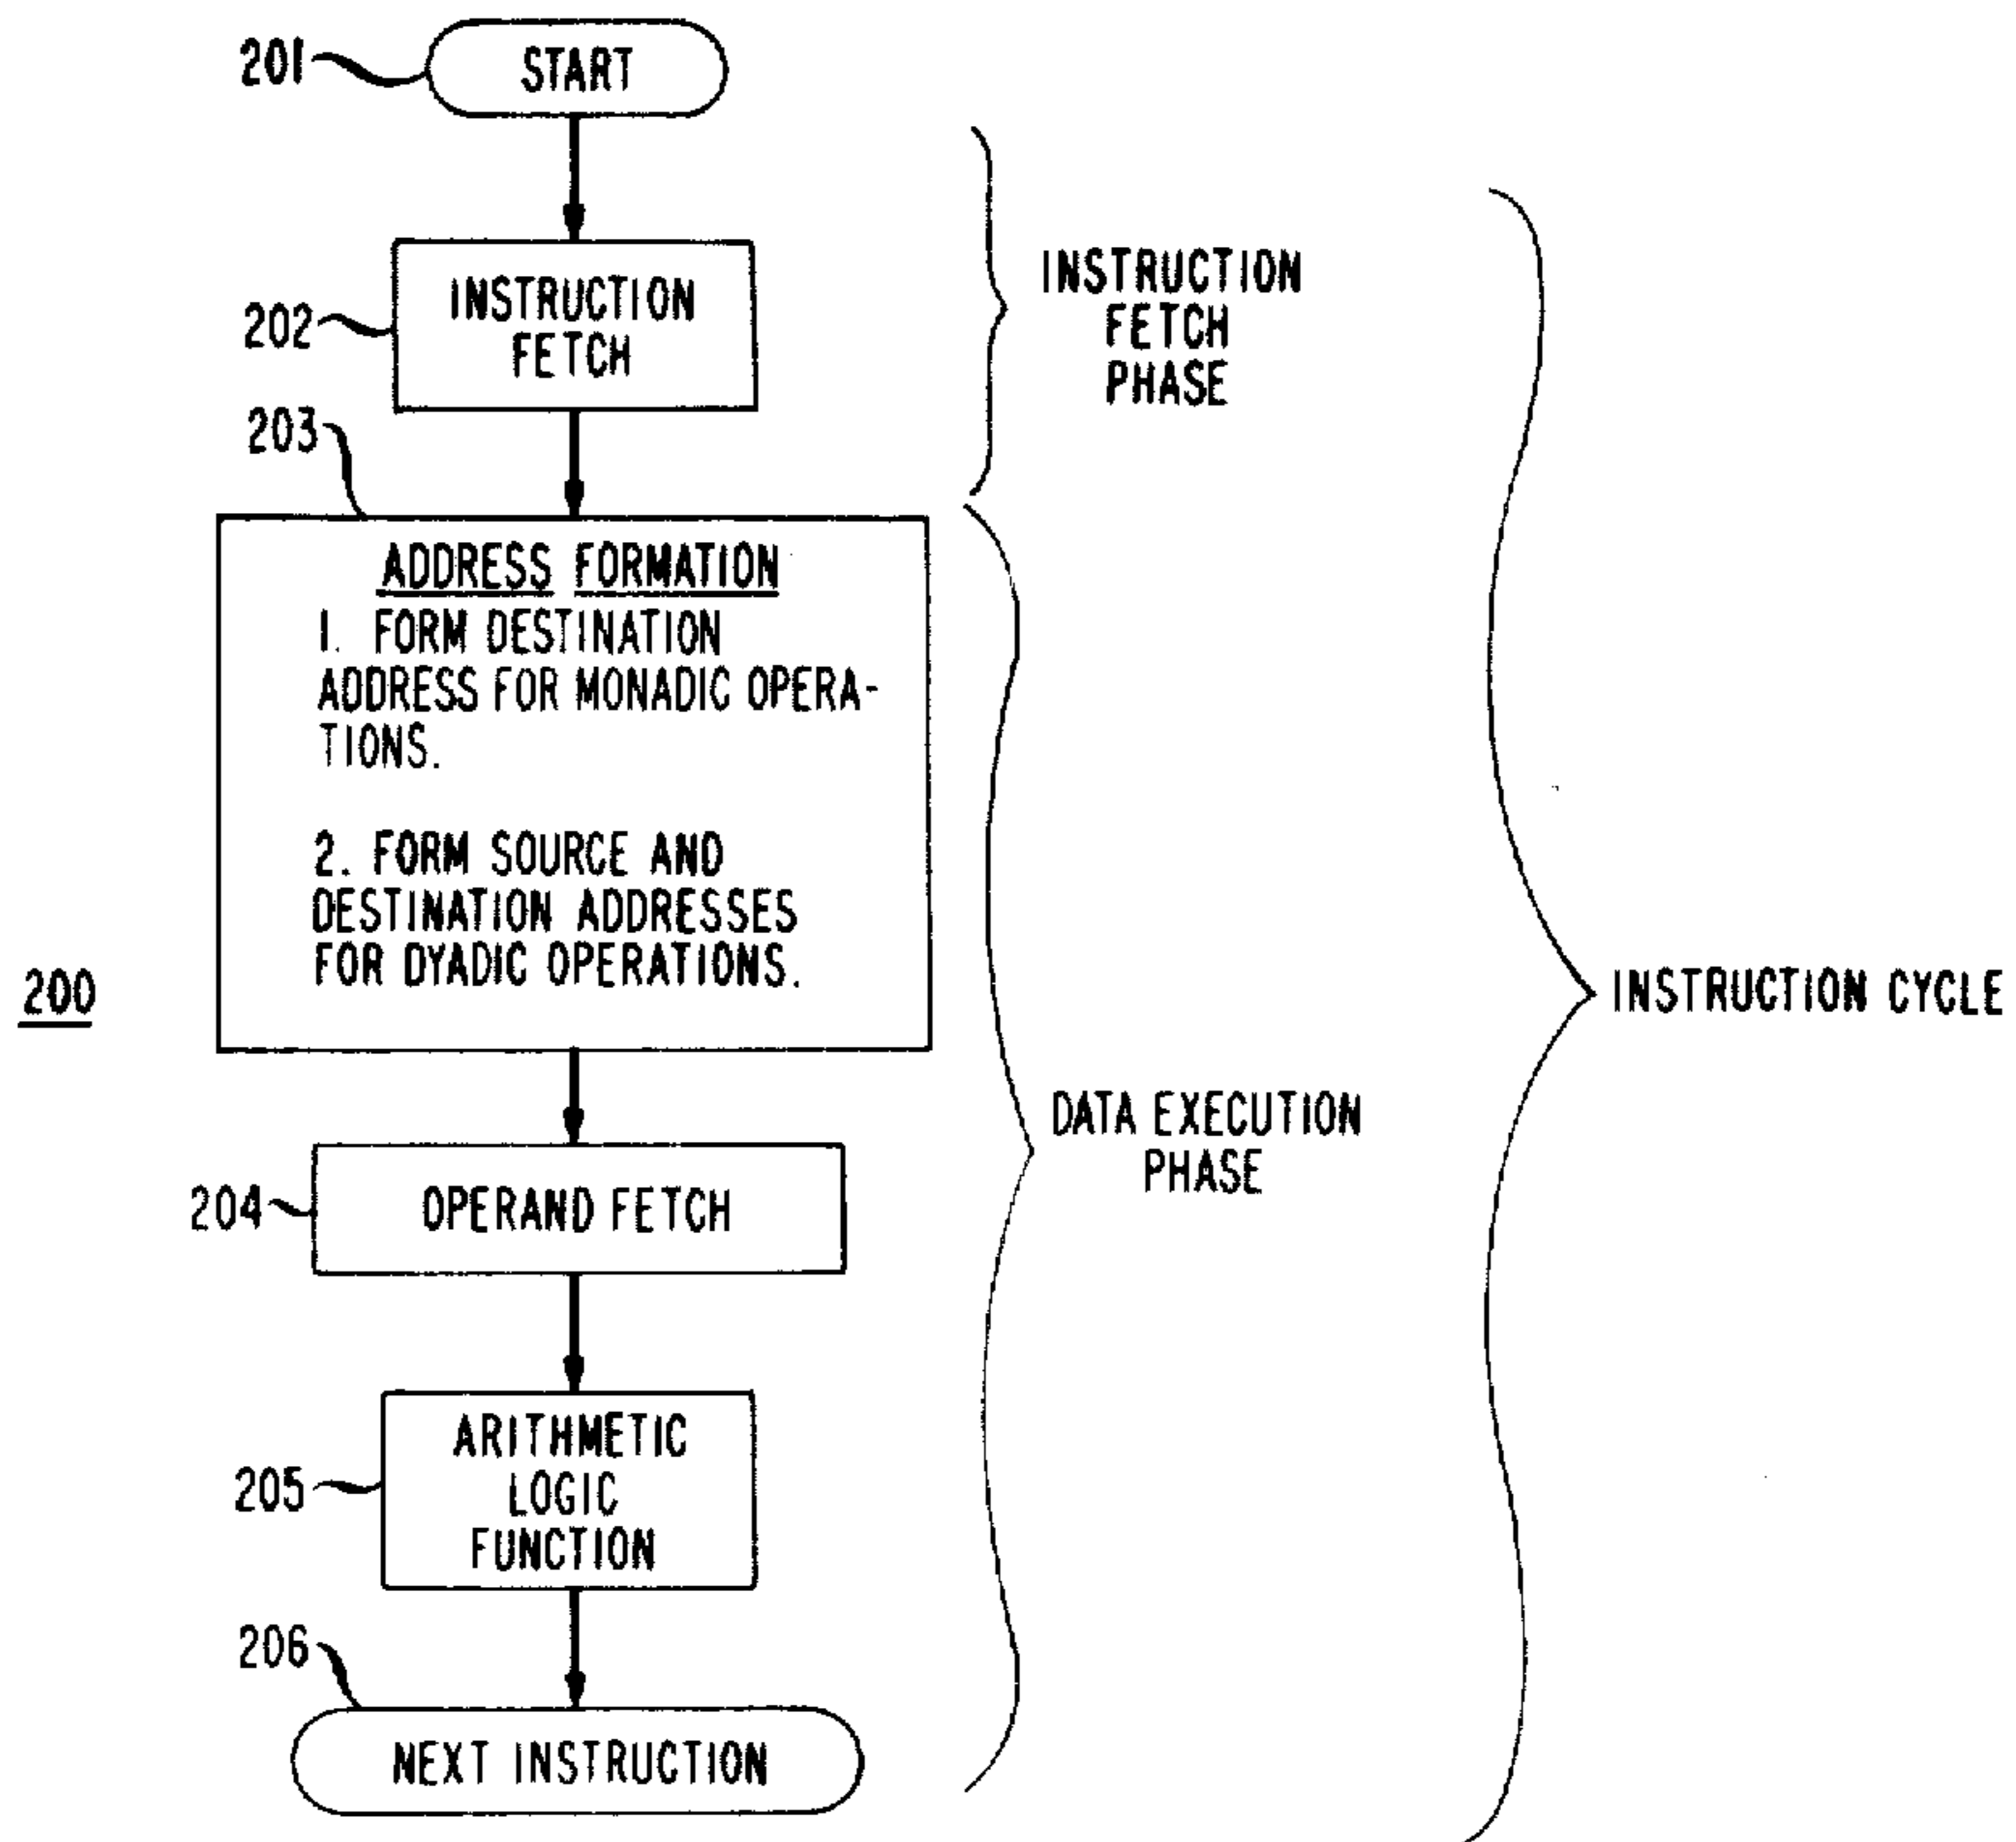 201
START
202
INSTRUCTION
FETCH
INSTRUCTION
FETCH
PHASE
203
ADDRESS FORMATION
1. FORM DESTINATION
ADDRESS FOR MONADIC OPERA-
TIONS.
2. FORM SOURCE AND
DESTINATION ADDRESSES
FOR DYADIC OPERATIONS.
200
INSTRUCTION CYCLE
DATA EXECUTION
PHASE
204
OPERAND FETCH
205
ARITHMETIC
LOGIC
FUNCTION
206
NEXT INSTRUCTION